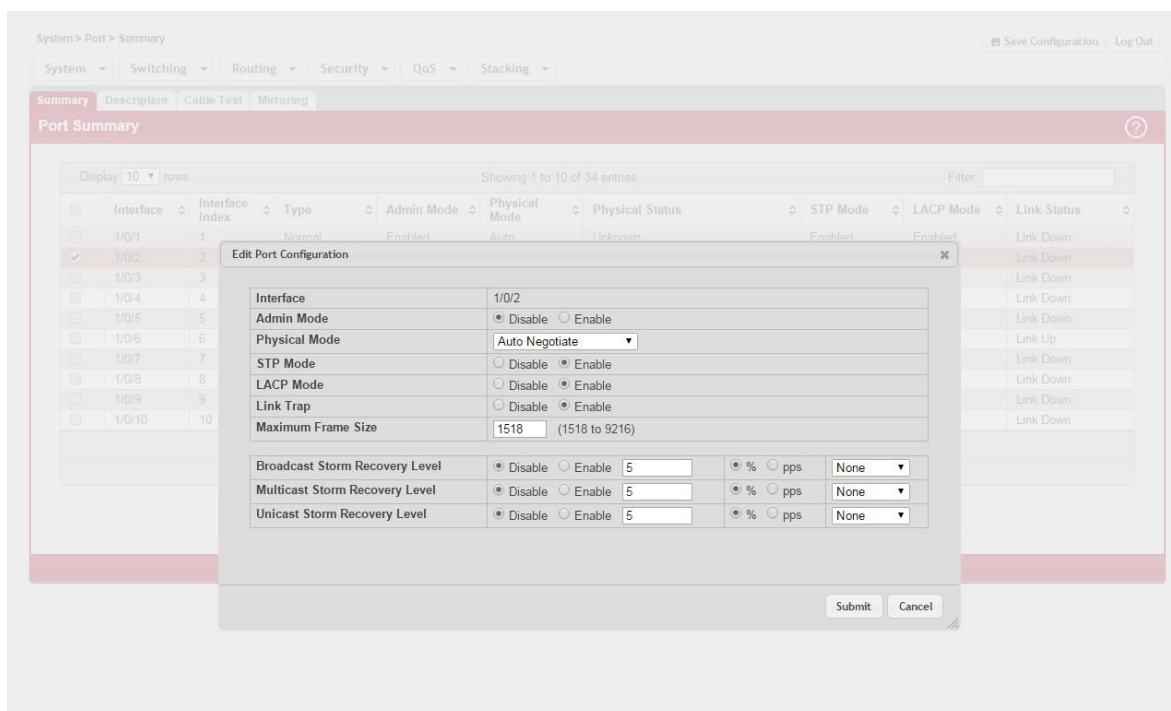 System > Port > Summary
Save Configuration Log Out
System Switching Routing Security QoS Stacking
Summary Description Cable Test Mirroring
Port Summary ?
Display 10 rows Showing 1 to 10 of 34 entries Filter:
Interface Interface Index Type Admin Mode Physical Mode Physical Status STP Mode LACP Mode Link Status
1/0/1 1 Normal Enabled Auto Unknown Enabled Enabled Link Down
1/0/2 2 Link Down
1/0/3 3 Link Down
1/0/4 4 Link Down
1/0/5 5 Link Down
1/0/6 6 Link Up
1/0/7 7 Link Down
1/0/8 8 Link Down
1/0/9 9 Link Down
1/0/10 10 Link Down
Edit Port Configuration
Interface 1/0/2
Admin Mode Disable Enable
Physical Mode Auto Negotiate
STP Mode Disable Enable
LACP Mode Disable Enable
Link Trap Disable Enable
Maximum Frame Size 1518 (1518 to 9216)
Broadcast Storm Recovery Level Disable Enable 5 % pps None
Multicast Storm Recovery Level Disable Enable 5 % pps None
Unicast Storm Recovery Level Disable Enable 5 % pps None
Submit Cancel